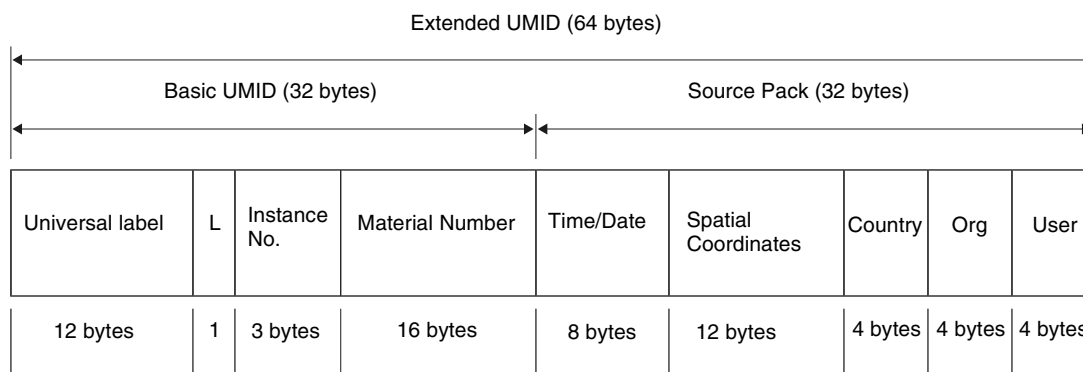 Extended UMID (64 bytes)
Basic UMID (32 bytes)
Source Pack (32 bytes)
Universal label
L
Instance
No.
Material Number
Time/Date
Spatial
Coordinates
Country
Org
User
12 bytes
1
3 bytes
16 bytes
8 bytes
12 bytes
4 bytes
4 bytes
4 bytes